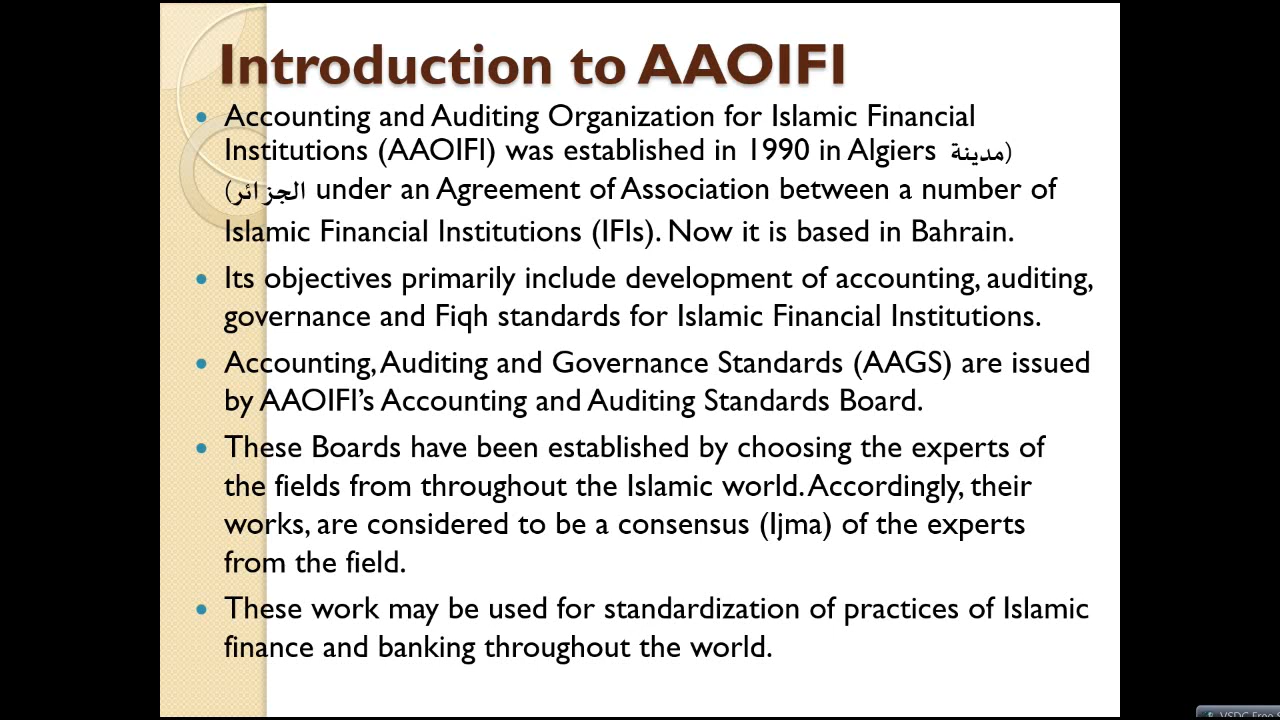 Introduction to AAOIFI
• Accounting and Auditing Organization for Islamic Financial
Institutions (AAOIFI) was established in 1990 in Algiers (مدينة
الجزائر) under an Agreement of Association between a number of
Islamic Financial Institutions (IFIs). Now it is based in Bahrain.
• Its objectives primarily include development of accounting, auditing,
governance and Fiqh standards for Islamic Financial Institutions.
• Accounting, Auditing and Governance Standards (AAGS) are issued
by AAOIFI’s Accounting and Auditing Standards Board.
• These Boards have been established by choosing the experts of
the fields from throughout the Islamic world. Accordingly, their
works, are considered to be a consensus (Ijma) of the experts
from the field.
• These work may be used for standardization of practices of Islamic
finance and banking throughout the world.
VSDC Free